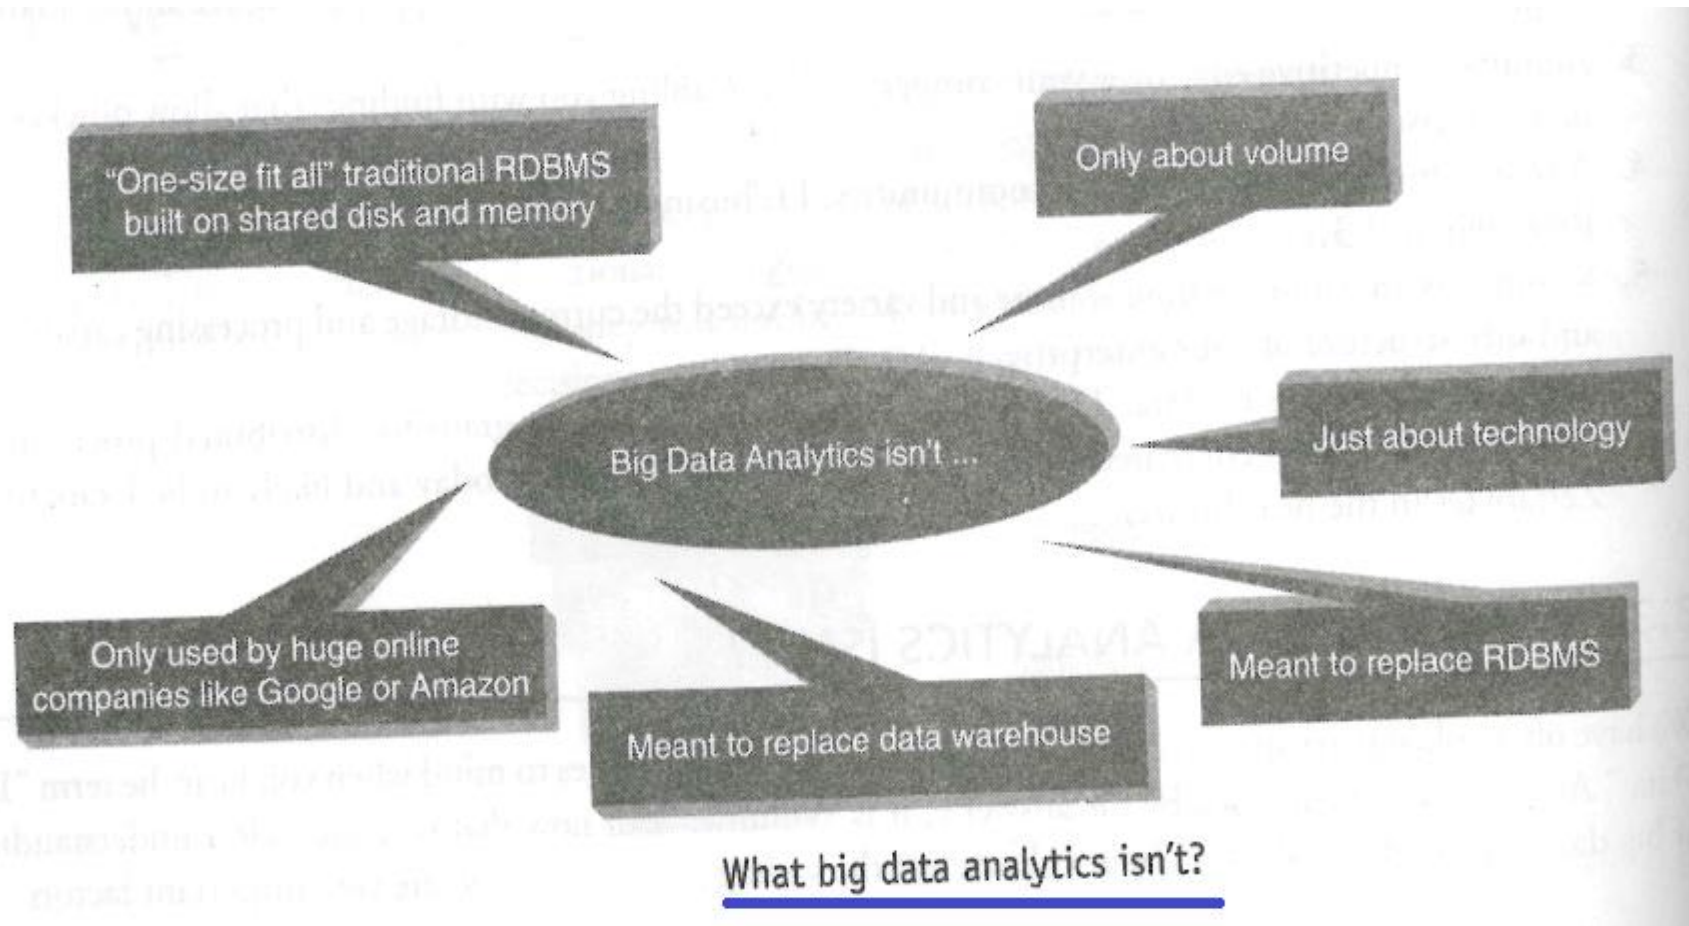 "One-size fit all" traditional RDBMS
built on shared disk and memory
Only about volume
Big Data Analytics isn't ...
Just about technology
Only used by huge online
companies like Google or Amazon
Meant to replace data warehouse
Meant to replace RDBMS
What big data analytics isn't?